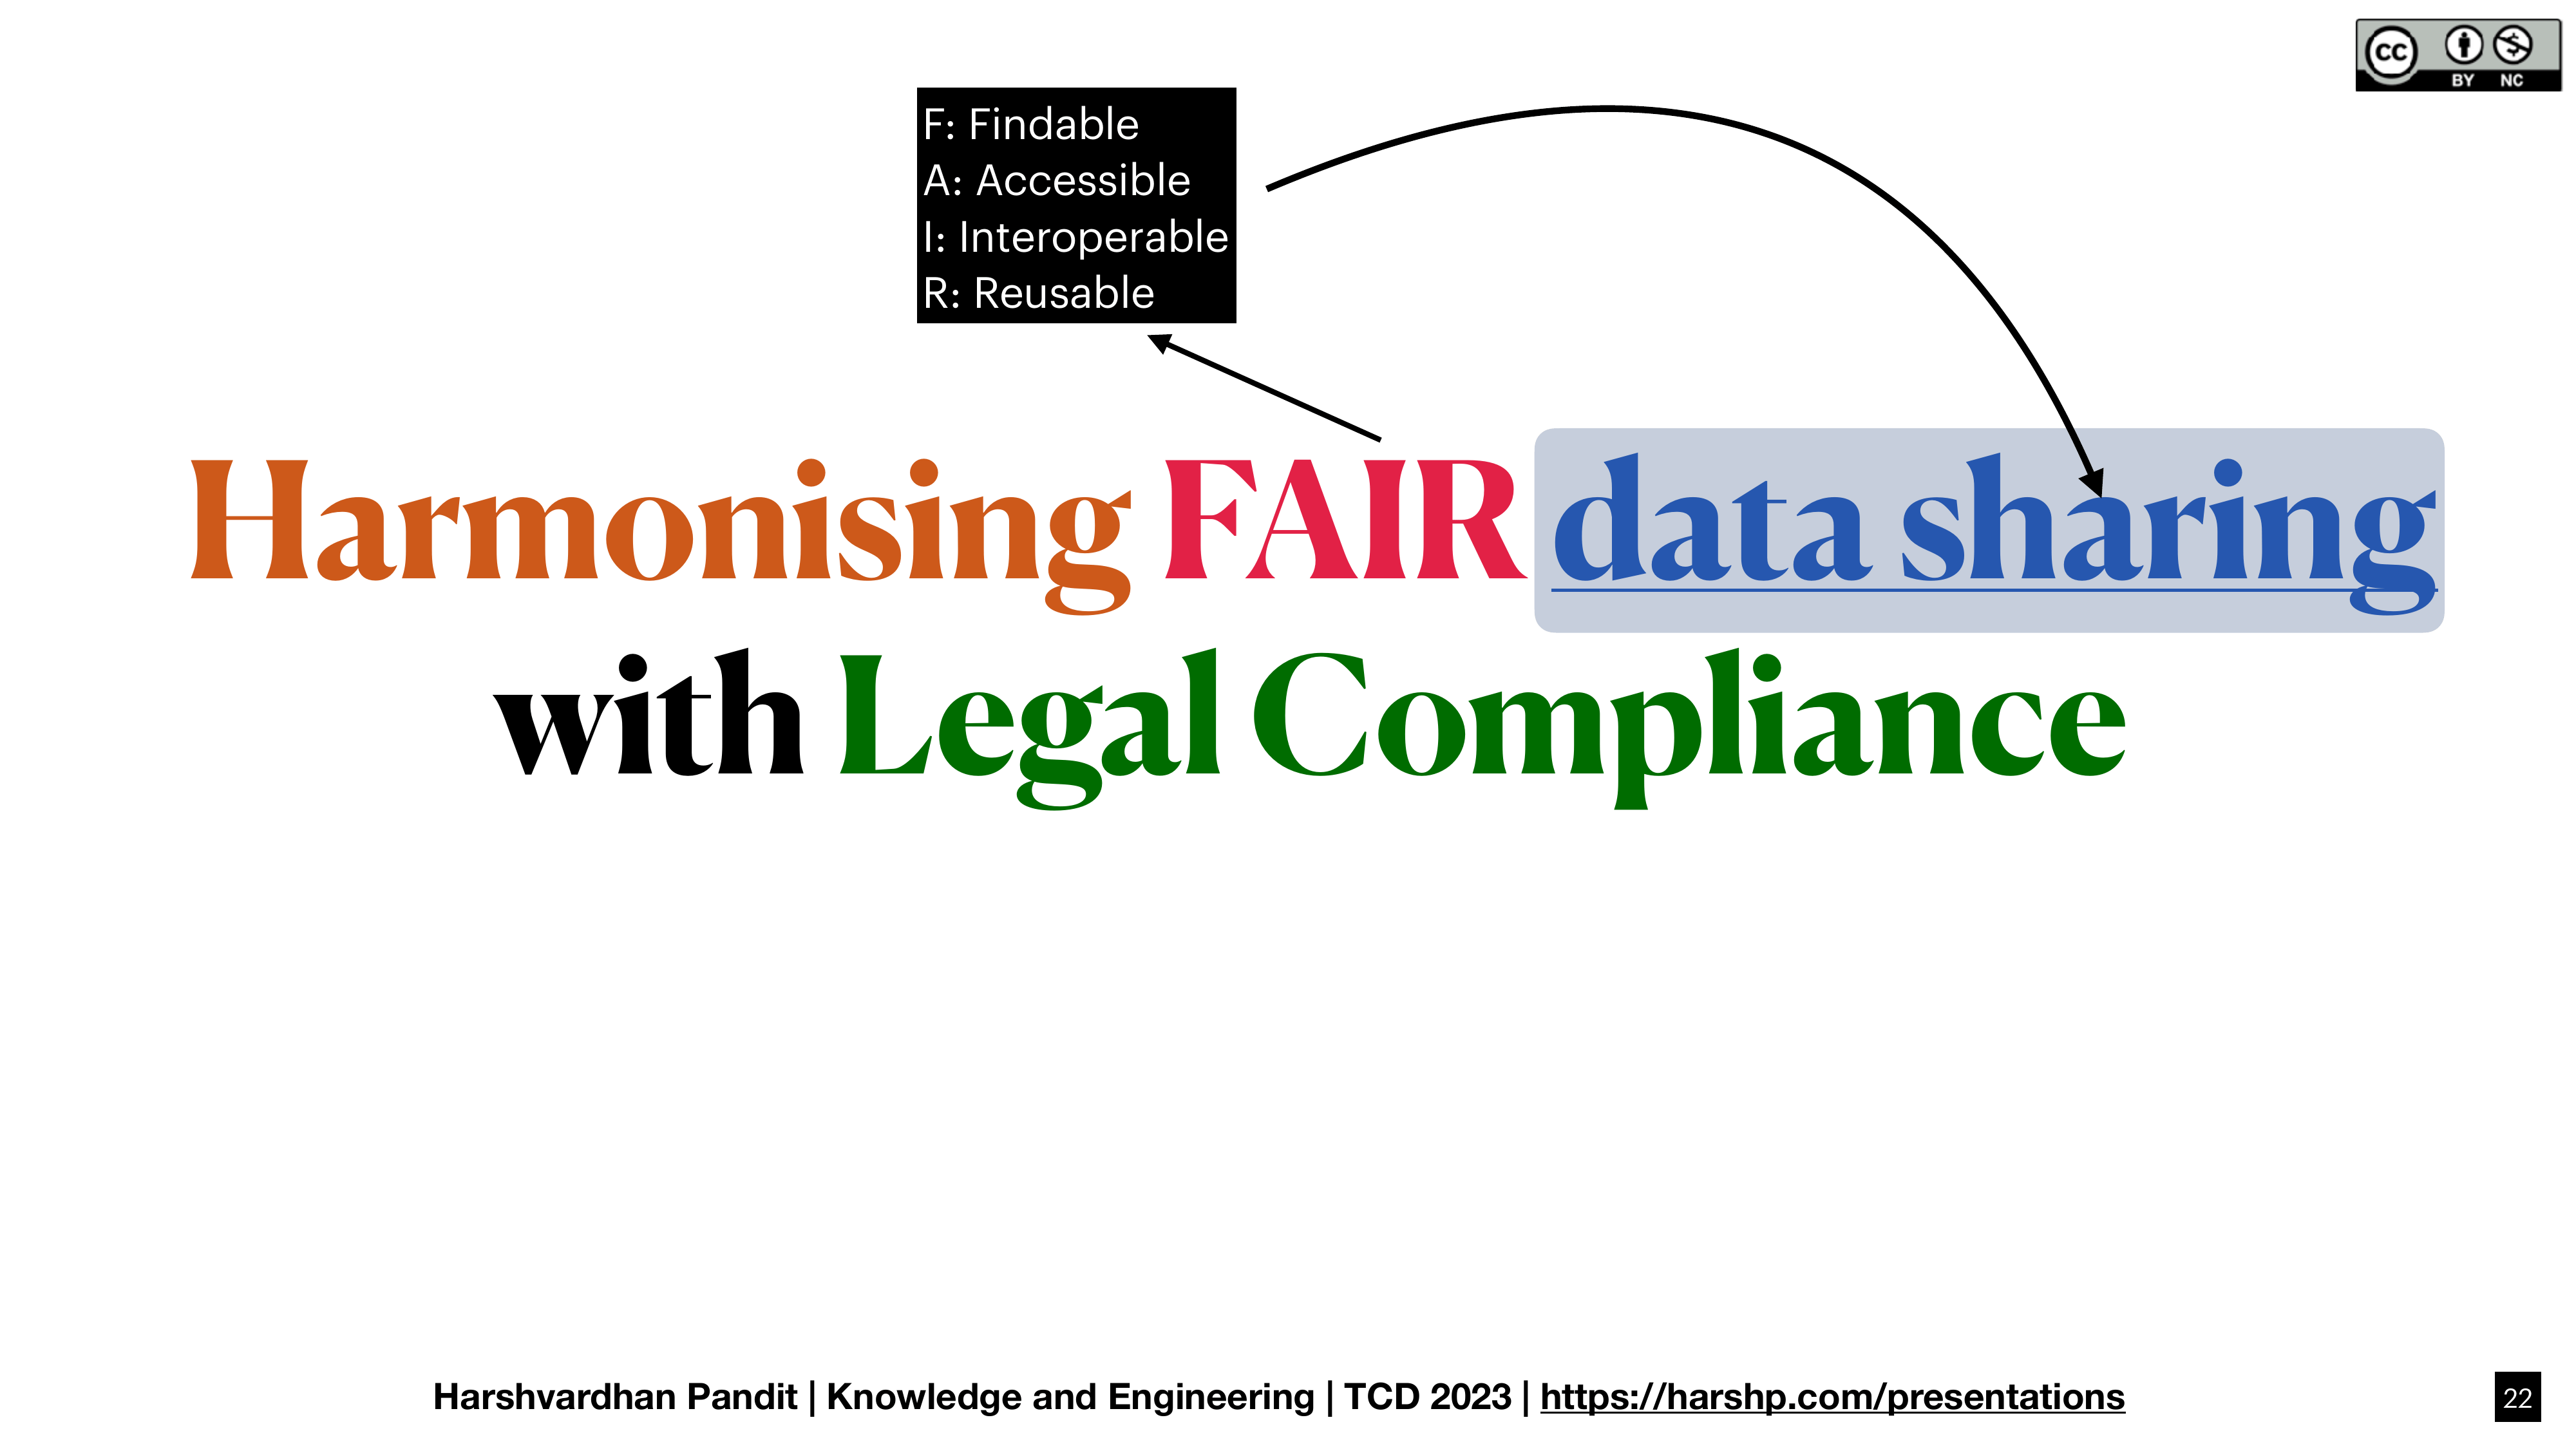 cc BY NC
F: Findable
A: Accessible
I: Interoperable
R: Reusable
Harmonising FAIR data sharing
with Legal Compliance
Harshvardhan Pandit | Knowledge and Engineering | TCD 2023 | https://harshp.com/presentations
22